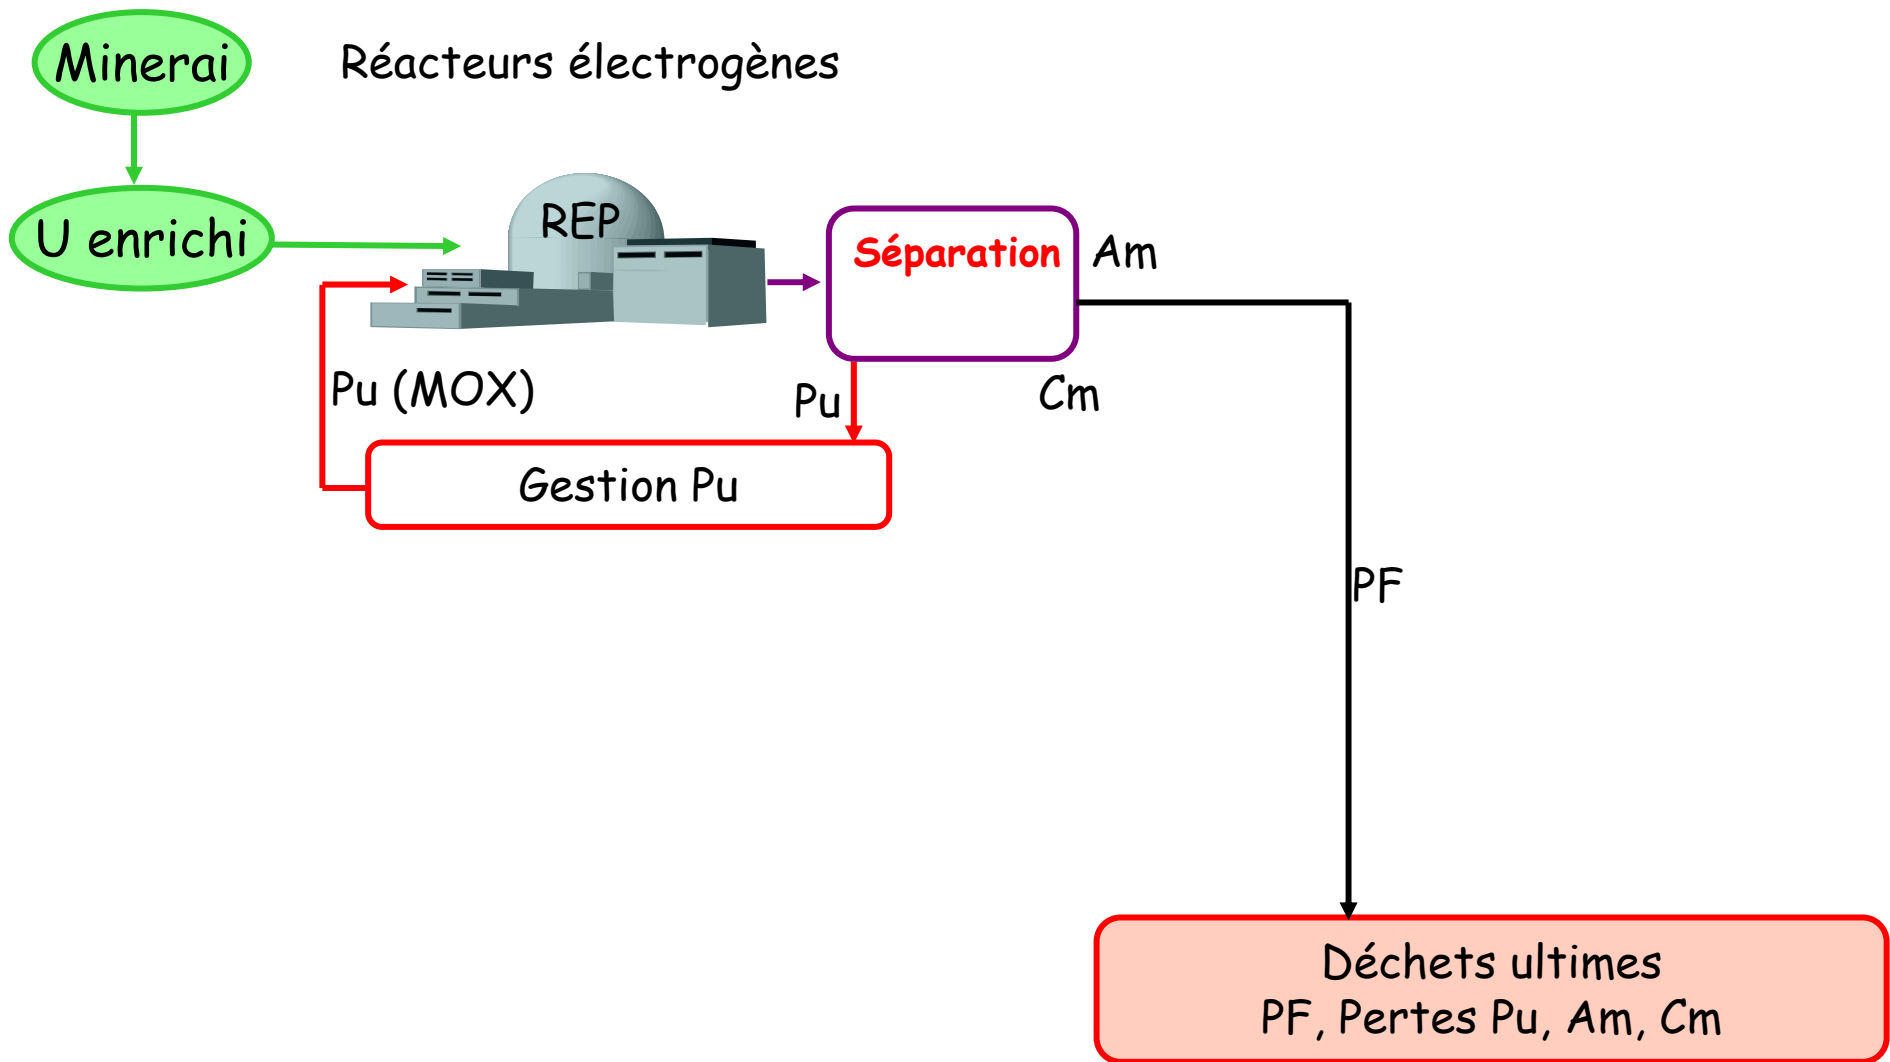 Minerai
Réacteurs électrogènes
U enrichi
REP
Séparation
Am
Pu (MOX)
Pu
Cm
Gestion Pu
PF
Déchets ultimes
PF, Pertes Pu, Am, Cm